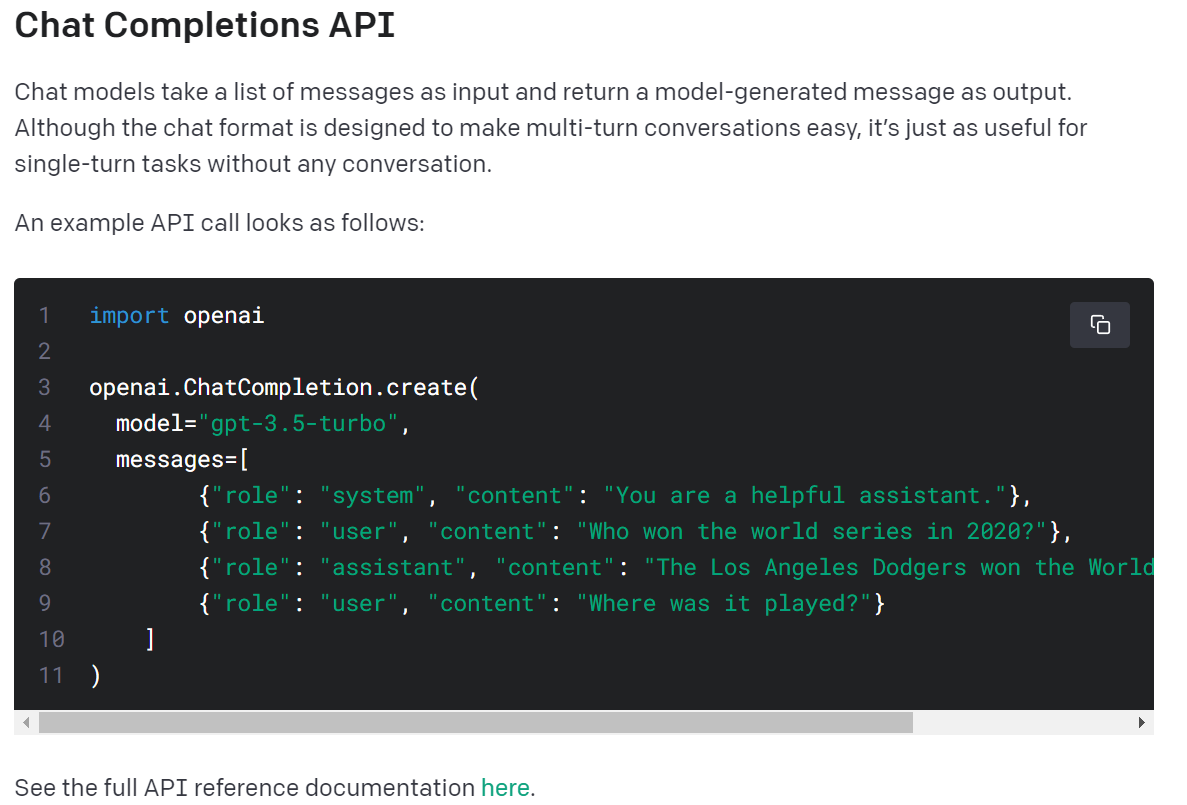 Chat Completions API
Chat models take a list of messages as input and return a model-generated message as output.
Although the chat format is designed to make multi-turn conversations easy, it’s just as useful for
single-turn tasks without any conversation.
An example API call looks as follows:
1 import openai
2
3 openai.ChatCompletion.create(
4   model="gpt-3.5-turbo",
5   messages=[
6         {"role": "system", "content": "You are a helpful assistant."},
7         {"role": "user", "content": "Who won the world series in 2020?"},
8         {"role": "assistant", "content": "The Los Angeles Dodgers won the World
9         {"role": "user", "content": "Where was it played?"}
10     ]
11 )
See the full API reference documentation here.